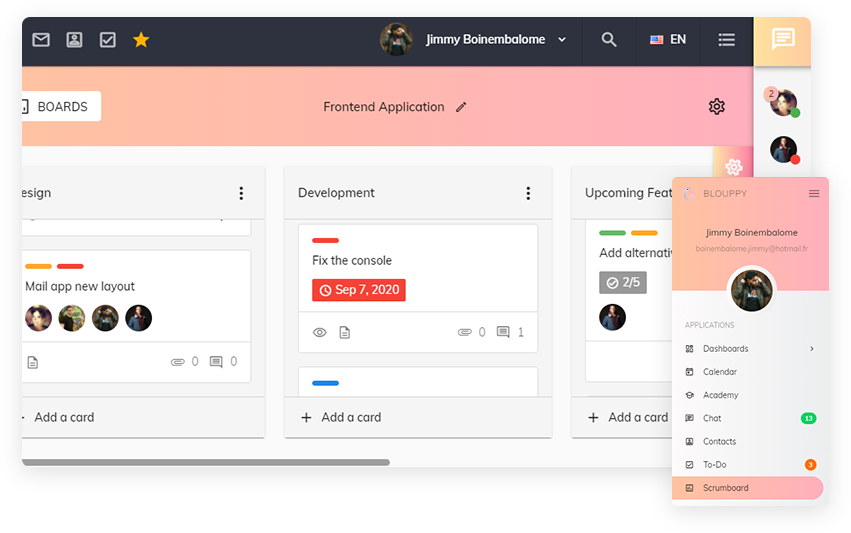 Jimmy Boinembalome
EN
BOARDS
Frontend Application
2
esign
Mail app new layout
0
0
Add a card
Development
Fix the console
Sep 7, 2020
0
1
Add a card
Upcoming Feat
Add alternativ
2/5
Add a card
BLOUPPY
Jimmy Boinembalome
boinembalome.jimmy@hotmail.fr
APPLICATIONS
Dashboards
Calendar
Academy
Chat
13
Contacts
To-Do
3
Scrumboard